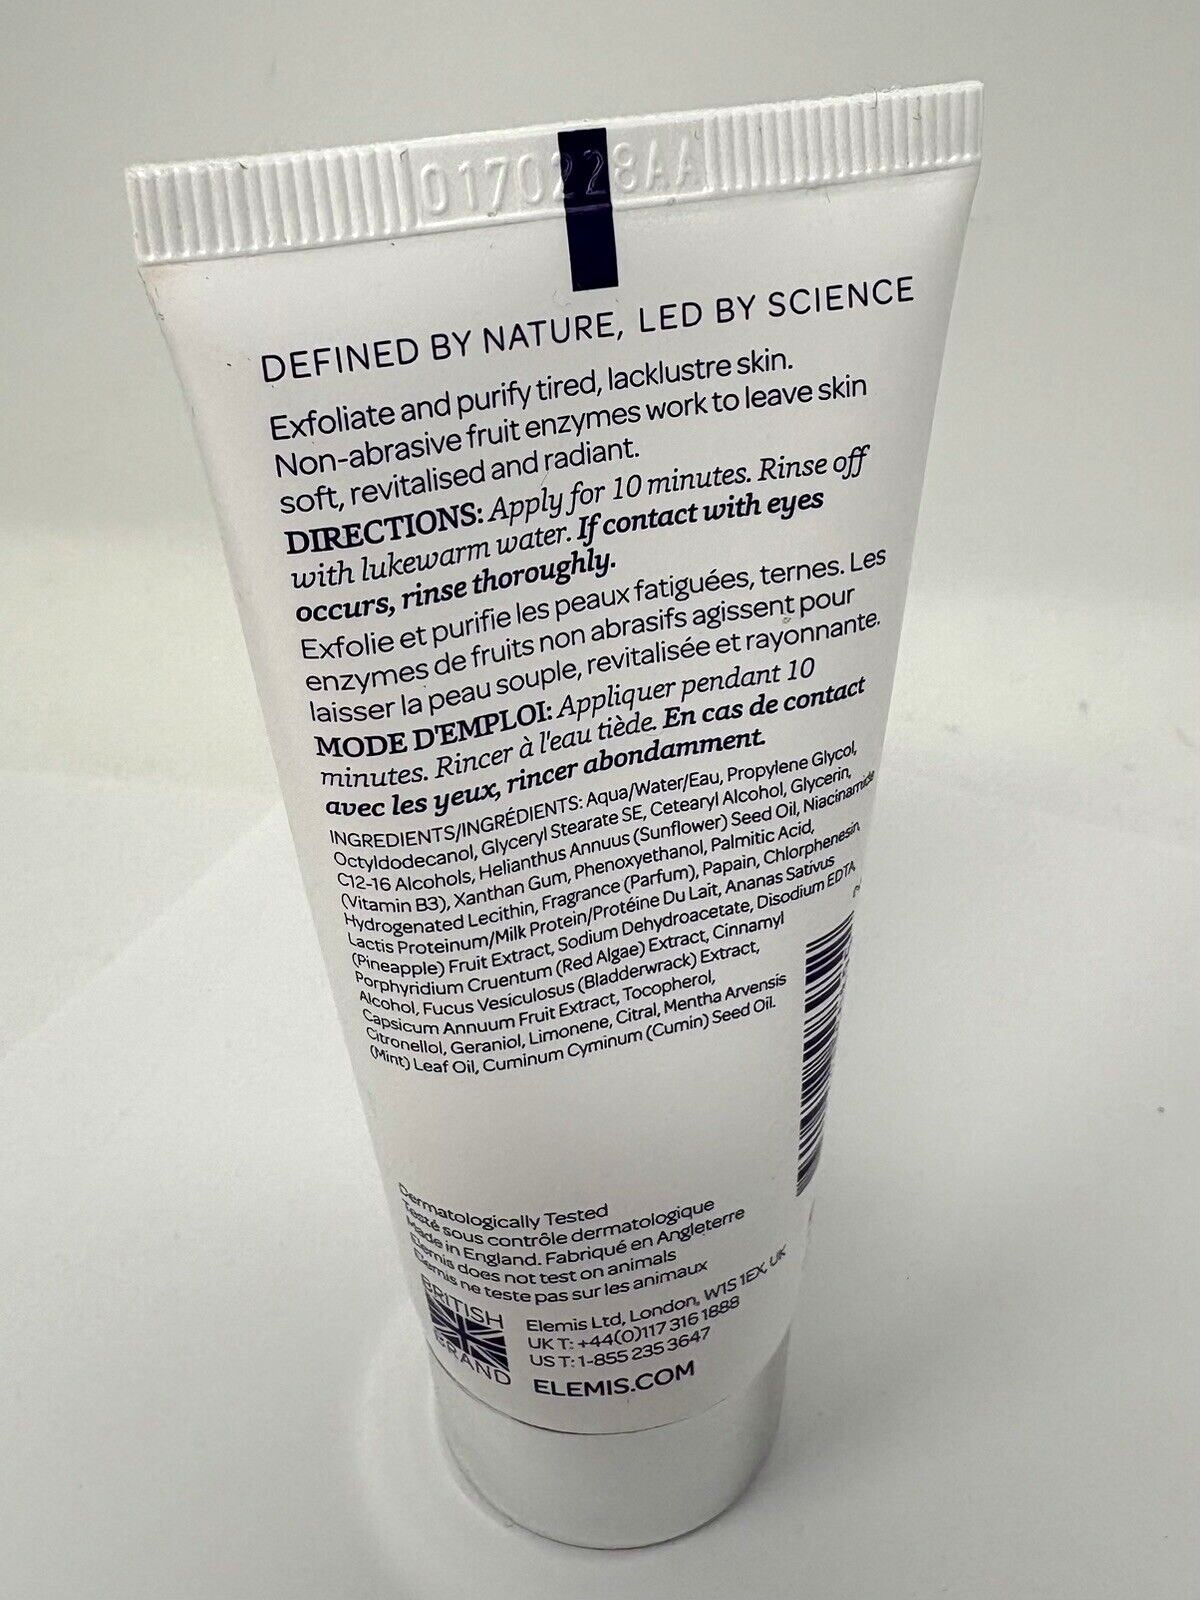 0170228AA
DEFINED BY NATURE, LED BY SCIENCE
Exfoliate and purify tired, lacklustre skin.
Non-abrasive fruit enzymes work to leave skin
soft, revitalised and radiant.
DIRECTIONS: Apply for 10 minutes. Rinse off
with lukewarm water. If contact with eyes
occurs, rinse thoroughly.
Exfolie et purifie les peaux fatiguées, ternes. Les
enzymes de fruits non abrasifs agissent pour
laisser la peau souple, revitalisée et rayonnante.
MODE D'EMPLOI: Appliquer pendant 10
minutes. Rincer à l'eau tiède. En cas de contact
avec les yeux, rincer abondamment.
INGREDIENTS/INGRÉDIENTS: Aqua/Water/Eau, Propylene Glycol,
Octyldodecanol, Glyceryl Stearate SE, Cetearyl Alcohol, Glycerin,
C12-16 Alcohols, Helianthus Annuus (Sunflower) Seed Oil, Niacinamide
(Vitamin B3), Xanthan Gum, Phenoxyethanol, Palmitic Acid,
Hydrogenated Lecithin, Fragrance (Parfum), Papain, Chlorphenesin,
Lactis Proteinum/Milk Protein/Protéine Du Lait, Ananas Sativus
(Pineapple) Fruit Extract, Sodium Dehydroacetate, Disodium EDTA,
Porphyridium Cruentum (Red Algae) Extract, Cinnamyl
Alcohol, Fucus Vesiculosus (Bladderwrack) Extract,
Capsicum Annuum Fruit Extract, Tocopherol,
Citronellol, Geraniol, Limonene, Citral, Mentha Arvensis
(Mint) Leaf Oil, Cuminum Cyminum (Cumin) Seed Oil.
Dermatologically Tested
Testé sous contrôle dermatologique
Made in England. Fabriqué en Angleterre
Elemis does not test on animals
Elemis ne teste pas sur les animaux
BRITISH
BRAND
Elemis Ltd, London, W1S 1EX, UK
UK T: +44(0)117 316 1888
US T: 1-855 235 3647
ELEMIS.COM